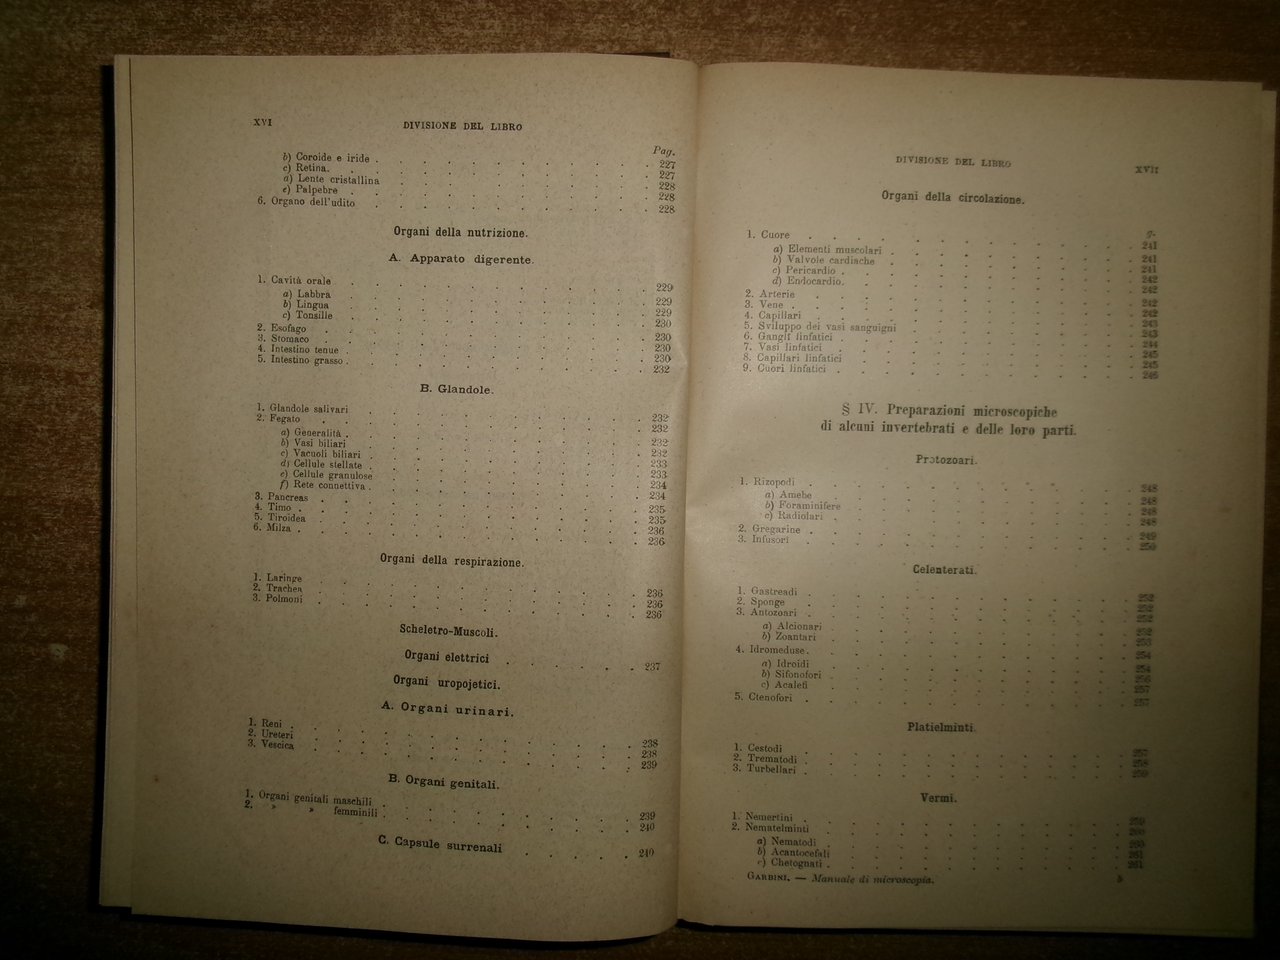 XVI DIVISIONE DEL LIBRO
Pag.
b) Coroide e iride . . . . . . . . . . . 227
c) Retina. . . . . . . . . . . . 227
d) Lente cristallina . . . . . . . . . . 228
e) Palpebre . . . . . . . . . . . . 228
6. Organo dell'udito . . . . . . . . . . . 228
Organi della nutrizione.
A. Apparato digerente.
1. Cavità orale . . . . . . . . . . . . 229
a) Labbra . . . . . . . . . . . . 229
b) Lingua . . . . . . . . . . . . 229
c) Tonsille . . . . . . . . . . . . 230
2. Esofago . . . . . . . . . . . . . 230
3. Stomaco . . . . . . . . . . . . . 230
4. Intestino tenue . . . . . . . . . . . . 230
5. Intestino grasso . . . . . . . . . . . . 232
B. Glandole.
1. Glandole salivari . . . . . . . . . . . 232
2. Fegato . . . . . . . . . . . . . 232
a) Generalità . . . . . . . . . . . . 232
b) Vasi biliari . . . . . . . . . . . . 232
c) Vacuoli biliari . . . . . . . . . . . 233
d) Cellule stellate . . . . . . . . . . . 233
e) Cellule granulose . . . . . . . . . . 234
f) Rete connettiva . . . . . . . . . . . 234
3. Pancreas . . . . . . . . . . . . . 235
4. Timo . . . . . . . . . . . . . . 235
5. Tiroidea . . . . . . . . . . . . . 236
6. Milza . . . . . . . . . . . . . . 236
Organi della respirazione.
1. Laringe . . . . . . . . . . . . . 236
2. Trachea . . . . . . . . . . . . . 236
3. Polmoni . . . . . . . . . . . . . 236
Scheletro-Muscoli.
Organi elettrici . . . . . . 237
Organi uropojetici.
A. Organi urinari.
1. Reni . . . . . . . . . . . . . . 238
2. Ureteri . . . . . . . . . . . . . 238
3. Vescica . . . . . . . . . . . . . 239
B. Organi genitali.
1. Organi genitali maschili . . . . . . . . . . 239
2. » » femminili . . . . . . . . . . 240
C. Capsule surrenali . . . . . 240
DIVISIONE DEL LIBRO XVII
Organi della circolazione.
1. Cuore . . . . . . . . . . . . . . 241
a) Elementi muscolari . . . . . . . . . . 241
b) Valvole cardiache . . . . . . . . . . . 241
c) Pericardio . . . . . . . . . . . . 242
d) Endocardio. . . . . . . . . . . . 242
2. Arterie . . . . . . . . . . . . . 242
3. Vene . . . . . . . . . . . . . . 242
4. Capillari . . . . . . . . . . . . . 243
5. Sviluppo dei vasi sanguigni . . . . . . . . . 243
6. Gangli linfatici . . . . . . . . . . . . 244
7. Vasi linfatici . . . . . . . . . . . . 245
8. Capillari linfatici . . . . . . . . . . . 245
9. Cuori linfatici . . . . . . . . . . . . 246
§ IV. Preparazioni microscopiche
di alcuni invertebrati e delle loro parti.
Protozoari.
1. Rizopodi . . . . . . . . . . . . . 248
a) Amebe . . . . . . . . . . . . . 248
b) Foraminifere . . . . . . . . . . . . 248
c) Radiolari . . . . . . . . . . . . 248
2. Gregarine . . . . . . . . . . . . . 249
3. Infusori . . . . . . . . . . . . . 250
Celenterati.
1. Gastreadi . . . . . . . . . . . . . 252
2. Sponge . . . . . . . . . . . . . 252
3. Antozoari . . . . . . . . . . . . . 252
a) Alcionari . . . . . . . . . . . . 252
b) Zoantari . . . . . . . . . . . . 253
4. Idromeduse . . . . . . . . . . . . . 254
a) Idroidi . . . . . . . . . . . . . 254
b) Sifonofori . . . . . . . . . . . . 256
c) Acalefi . . . . . . . . . . . . . 257
5. Ctenofori . . . . . . . . . . . . . 257
Platielminti.
1. Cestodi . . . . . . . . . . . . . 257
2. Trematodi . . . . . . . . . . . . . 258
3. Turbellari . . . . . . . . . . . . . 259
Vermi.
1. Nemertini . . . . . . . . . . . . . 259
2. Nematelminti . . . . . . . . . . . . 260
a) Nematodi . . . . . . . . . . . . 260
b) Acantocefali . . . . . . . . . . . . 261
c) Chetognati . . . . . . . . . . . . 261
GARBINI. — Manuale di microscopia. b